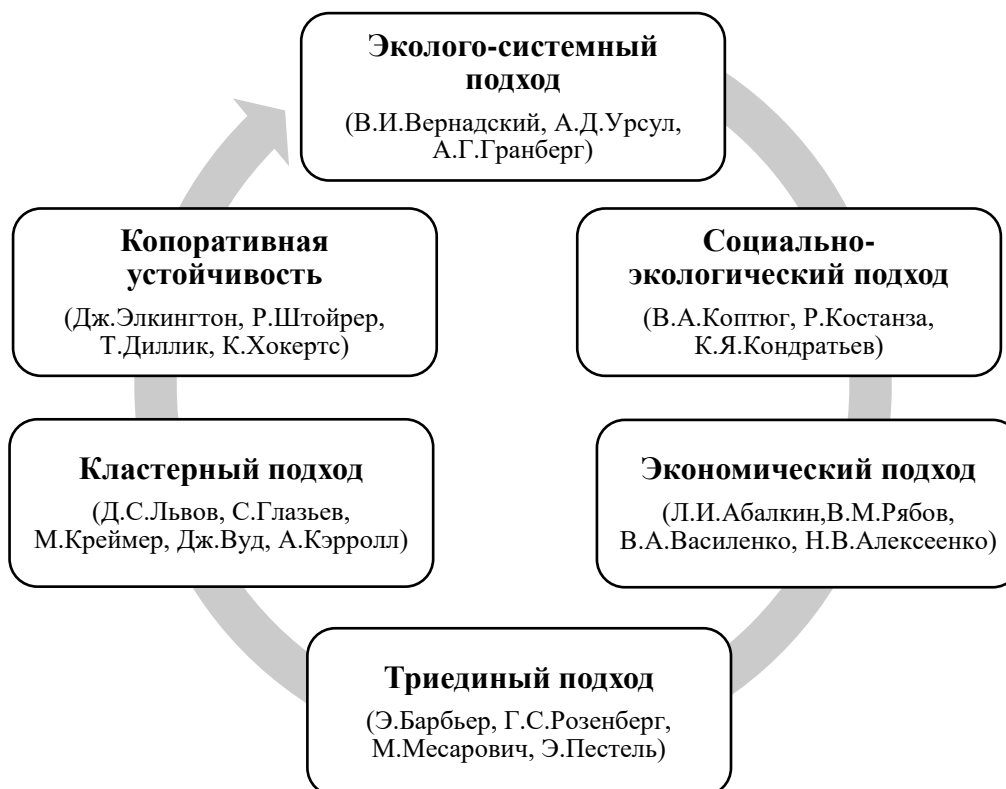 Эколого-системный
подход
(В.И.Вернадский, А.Д.Урсул,
А.Г.Гранберг)
Социально-
экологический подход
(В.А.Коптюг, Р.Костанза,
К.Я.Кондратьев)
Экономический подход
(Л.И.Абалкин,В.М.Рябов,
В.А.Василенко, Н.В.Алексеенко)
Триединый подход
(Э.Барбьер, Г.С.Розенберг,
М.Месарович, Э.Пестель)
Кластерный подход
(Д.С.Львов, С.Глазьев,
М.Креймер, Дж.Вуд, А.Кэрролл)
Копоративная
устойчивость
(Дж.Элкингтон, Р.Штойрер,
Т.Диллик, К.Хокертс)